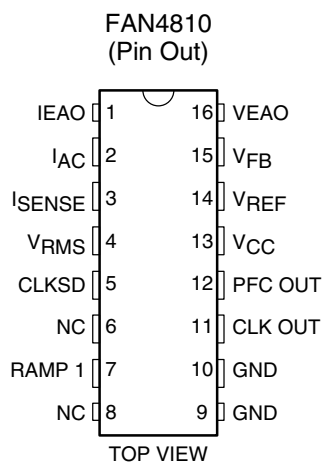 FAN4810
(Pin Out)
IEAO 1 16 VEAO
IAC 2 15 VFB
ISENSE 3 14 VREF
VRMS 4 13 VCC
CLKSD 5 12 PFC OUT
NC 6 11 CLK OUT
RAMP 1 7 10 GND
NC 8 9 GND
TOP VIEW